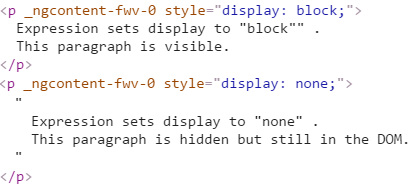 <p _ngcontent-fwv-0 style="display: block;">
Expression sets display to "block"" .
This paragraph is visible.
</p>
<p _ngcontent-fwv-0 style="display: none;">
"
Expression sets display to "none" .
This paragraph is hidden but still in the DOM.
"
</p>